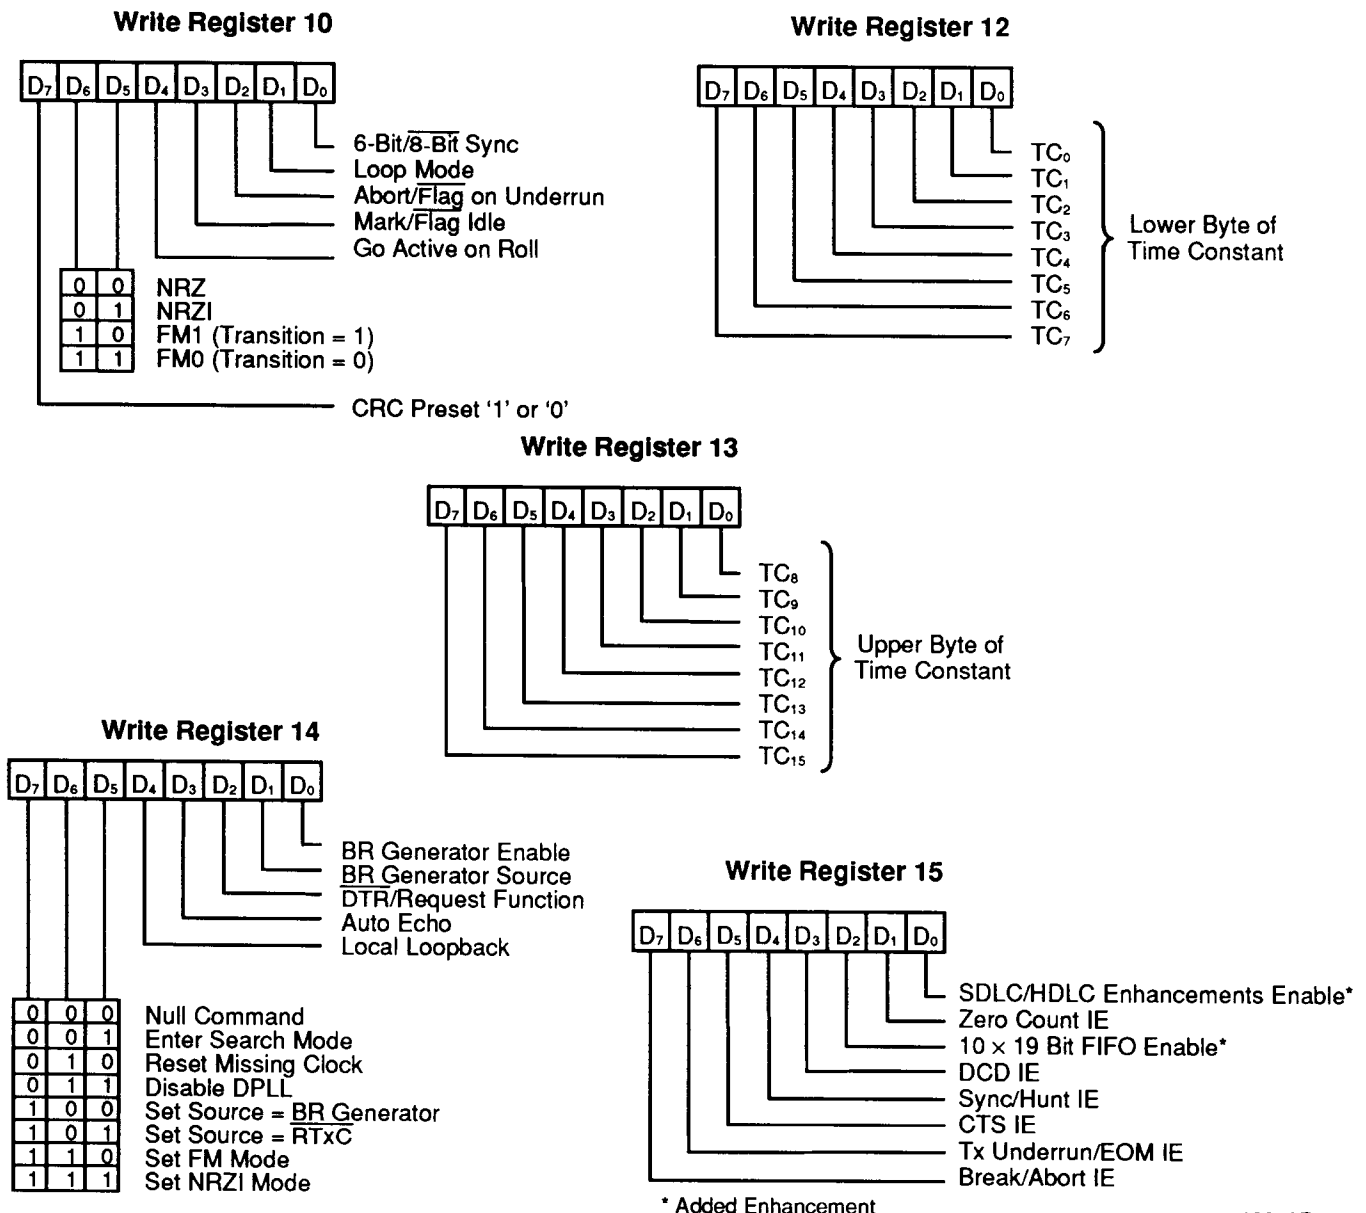 Write Register 10
D7 D6 D5 D4 D3 D2 D1 D0
6-Bit/8-Bit Sync
Loop Mode
Abort/Flag on Underrun
Mark/Flag Idle
Go Active on Roll
0 0 NRZ
0 1 NRZI
1 0 FM1 (Transition = 1)
1 1 FM0 (Transition = 0)
CRC Preset '1' or '0'
Write Register 12
D7 D6 D5 D4 D3 D2 D1 D0
TC0
TC1
TC2
TC3
TC4
TC5
TC6
TC7
Lower Byte of
Time Constant
Write Register 13
D7 D6 D5 D4 D3 D2 D1 D0
TC8
TC9
TC10
TC11
TC12
TC13
TC14
TC15
Upper Byte of
Time Constant
Write Register 14
D7 D6 D5 D4 D3 D2 D1 D0
BR Generator Enable
BR Generator Source
DTR/Request Function
Auto Echo
Local Loopback
0 0 0 Null Command
0 0 1 Enter Search Mode
0 1 0 Reset Missing Clock
0 1 1 Disable DPLL
1 0 0 Set Source = BR Generator
1 0 1 Set Source = RTxC
1 1 0 Set FM Mode
1 1 1 Set NRZI Mode
Write Register 15
D7 D6 D5 D4 D3 D2 D1 D0
SDLC/HDLC Enhancements Enable*
Zero Count IE
10 × 19 Bit FIFO Enable*
DCD IE
Sync/Hunt IE
CTS IE
Tx Underrun/EOM IE
Break/Abort IE
* Added Enhancement